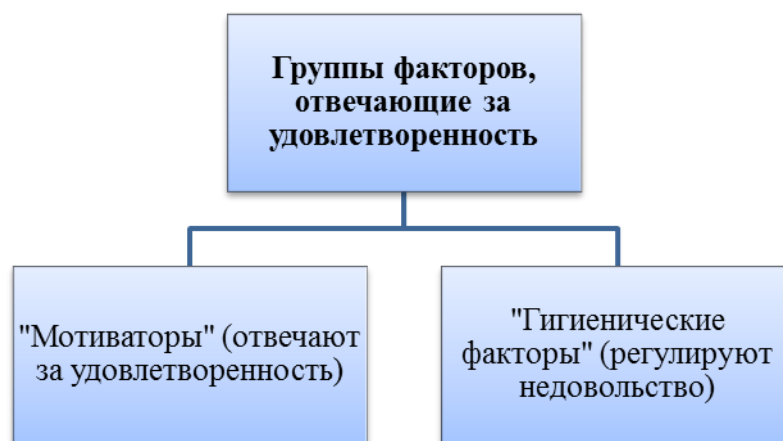 Группы факторов,
отвечающие за
удовлетворенность
"Мотиваторы" (отвечают
за удовлетворенность)
"Гигиенические
факторы" (регулируют
недовольство)